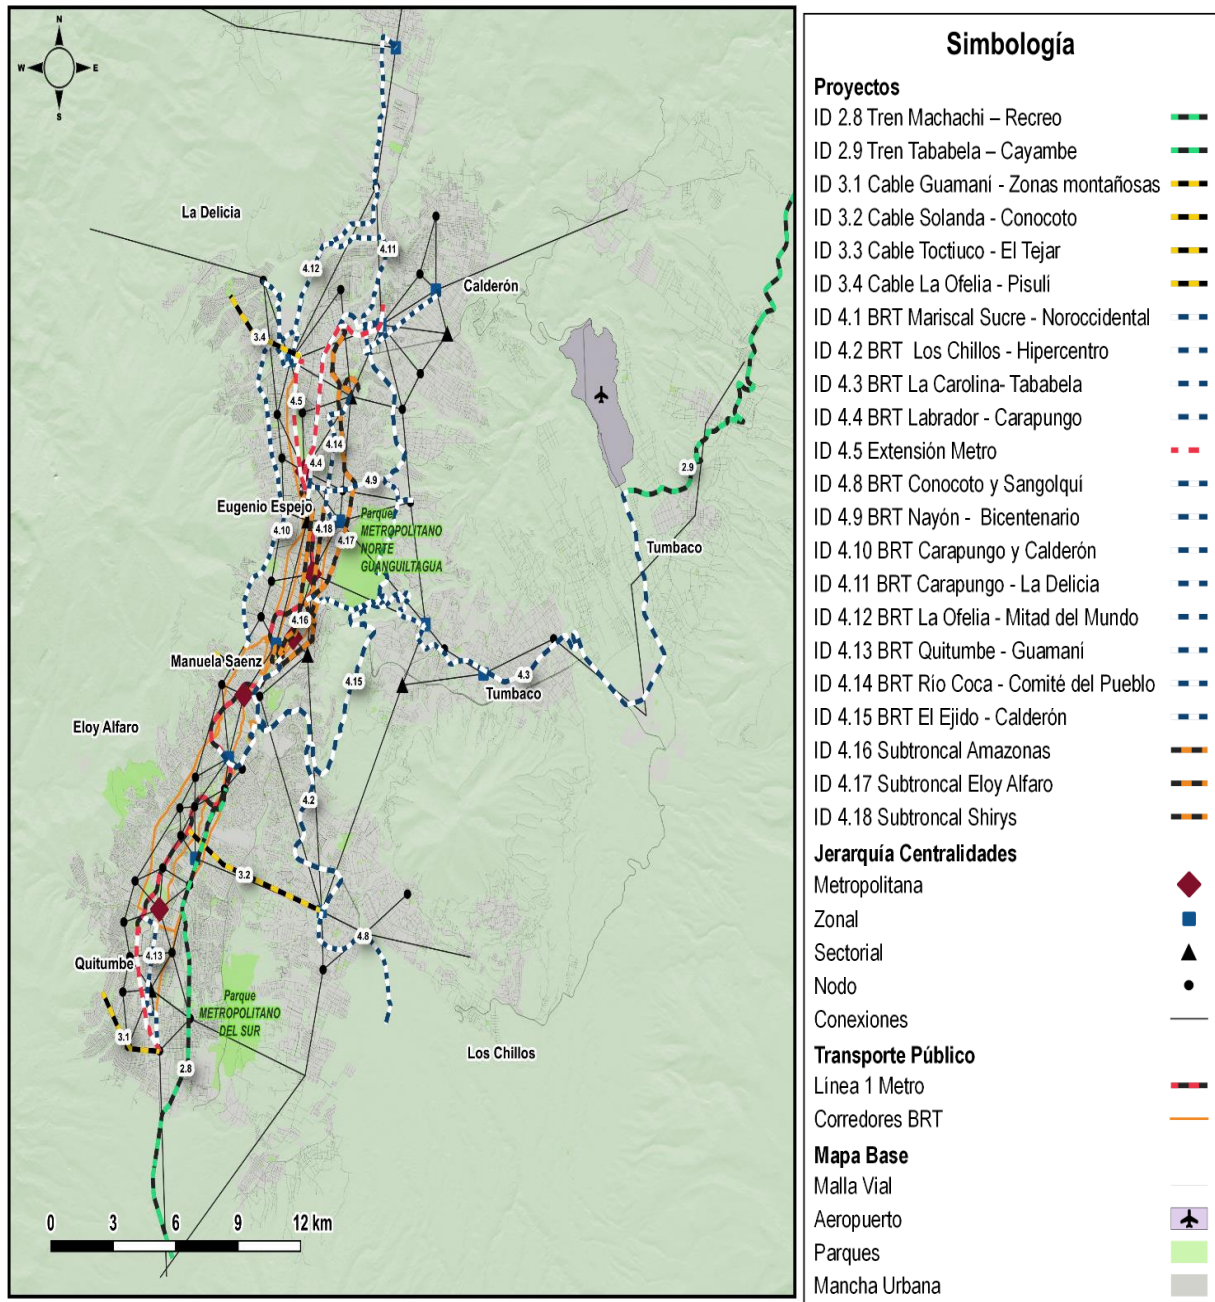 N
W
E
S
La Delicia
4.12
4.11
Calderón
3.4
4.5
4.14
4.4
4.9
2.9
Eugenio Espejo
4.10
4.18
4.17
Parque
METROPOLITANO
NORTE
GUANGUILTAGUA
Tumbaco
4.16
Manuela Saenz
4.15
4.3
Tumbaco
Eloy Alfaro
4.2
3.2
4.8
4.13
Quitumbe
Parque
METROPOLITANO
DEL SUR
3.1
2.8
Los Chillos
0 3 6 9 12 km
Simbología
Proyectos
ID 2.8 Tren Machachi – Recreo
ID 2.9 Tren Tababela – Cayambe
ID 3.1 Cable Guamaní - Zonas montañosas
ID 3.2 Cable Solanda - Conocoto
ID 3.3 Cable Toctiuco - El Tejar
ID 3.4 Cable La Ofelia - Pisulí
ID 4.1 BRT Mariscal Sucre - Noroccidental
ID 4.2 BRT Los Chillos - Hipercentro
ID 4.3 BRT La Carolina- Tababela
ID 4.4 BRT Labrador - Carapungo
ID 4.5 Extensión Metro
ID 4.8 BRT Conocoto y Sangolquí
ID 4.9 BRT Nayón - Bicentenario
ID 4.10 BRT Carapungo y Calderón
ID 4.11 BRT Carapungo - La Delicia
ID 4.12 BRT La Ofelia - Mitad del Mundo
ID 4.13 BRT Quitumbe - Guamaní
ID 4.14 BRT Río Coca - Comité del Pueblo
ID 4.15 BRT El Ejido - Calderón
ID 4.16 Subtroncal Amazonas
ID 4.17 Subtroncal Eloy Alfaro
ID 4.18 Subtroncal Shirys
Jerarquía Centralidades
Metropolitana
Zonal
Sectorial
Nodo
Conexiones
Transporte Público
Línea 1 Metro
Corredores BRT
Mapa Base
Malla Vial
Aeropuerto
Parques
Mancha Urbana